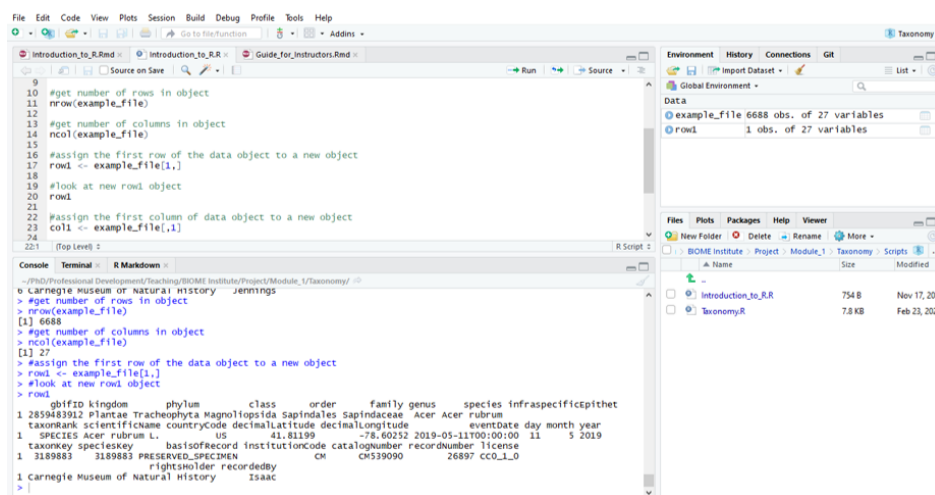 File Edit Code View Plots Session Build Debug Profile Tools Help
Go to file/function Addins Taxonomy
Introduction_to_R.Rmd Introduction_to_R.R Guide_for_Instructors.Rmd
Source on Save Run Source
9
10 #get number of rows in object
11 nrow(example_file)
12
13 #get number of columns in object
14 ncol(example_file)
15
16 #assign the first row of the data object to a new object
17 row1 <- example_file[1,]
18
19 #look at new row1 object
20 row1
21
22 #assign the first column of data object to a new object
23 col1 <- example_file[,1]
24
22:1 (Top Level) R Script
Console Terminal R Markdown
~/PhD/Professional Development/Teaching/BIOME Institute/Project/Module_1/Taxonomy/
6 Carnegie Museum of Natural History Jennings
> #get number of rows in object
> nrow(example_file)
[1] 6688
> #get number of columns in object
> ncol(example_file)
[1] 27
> #assign the first row of the data object to a new object
> row1 <- example_file[1,]
> #look at new row1 object
> row1
gbifID kingdom phylum class order family genus species infraspecificEpithet
1 2859483912 Plantae Tracheophyta Magnoliopsida Sapindales Sapindaceae Acer Acer rubrum
taxonRank scientificName countryCode decimalLatitude decimalLongitude eventDate day month year
1 SPECIES Acer rubrum L. US 41.81199 -78.60252 2019-05-11T00:00:00 11 5 2019
taxonKey speciesKey basisOfRecord institutionCode catalogNumber recordNumber license
1 3189883 3189883 PRESERVED_SPECIMEN CM CM539090 26897 CC0_1_0
rightsHolder recordedBy
1 Carnegie Museum of Natural History Isaac
>
Environment History Connections Git
Import Dataset List
Global Environment
Data
example_file 6688 obs. of 27 variables
row1 1 obs. of 27 variables
Files Plots Packages Help Viewer
New Folder Delete Rename More
BIOME Institute Project Module_1 Taxonomy Scripts
Name Size Modified
..
Introduction_to_R.R 754 B Nov 17, 20
Taxonomy.R 7.8 KB Feb 23, 20